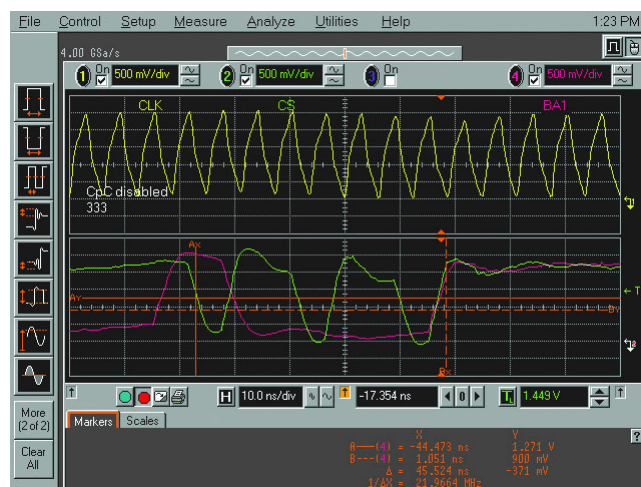 File Control Setup Measure Analyze Utilities Help 1:23 PM
4.00 GSa/s
1 On 500 mV/div 2 On 500 mV/div 3 On 4 On 500 mV/div
CLK CS BA1
CpC disabled
333
Ax
Ay
By
Bx
T
H 10.0 ns/div -17.354 ns 0 TL 1.449 V
More
(2 of 2)
Clear
All
Markers Scales
?
X Y
A---(4) = -44.473 ns 1.271 V
B---(4) = 1.051 ns 900 mV
Δ = 45.524 ns -371 mV
1/ΔX = 21.9664 MHz